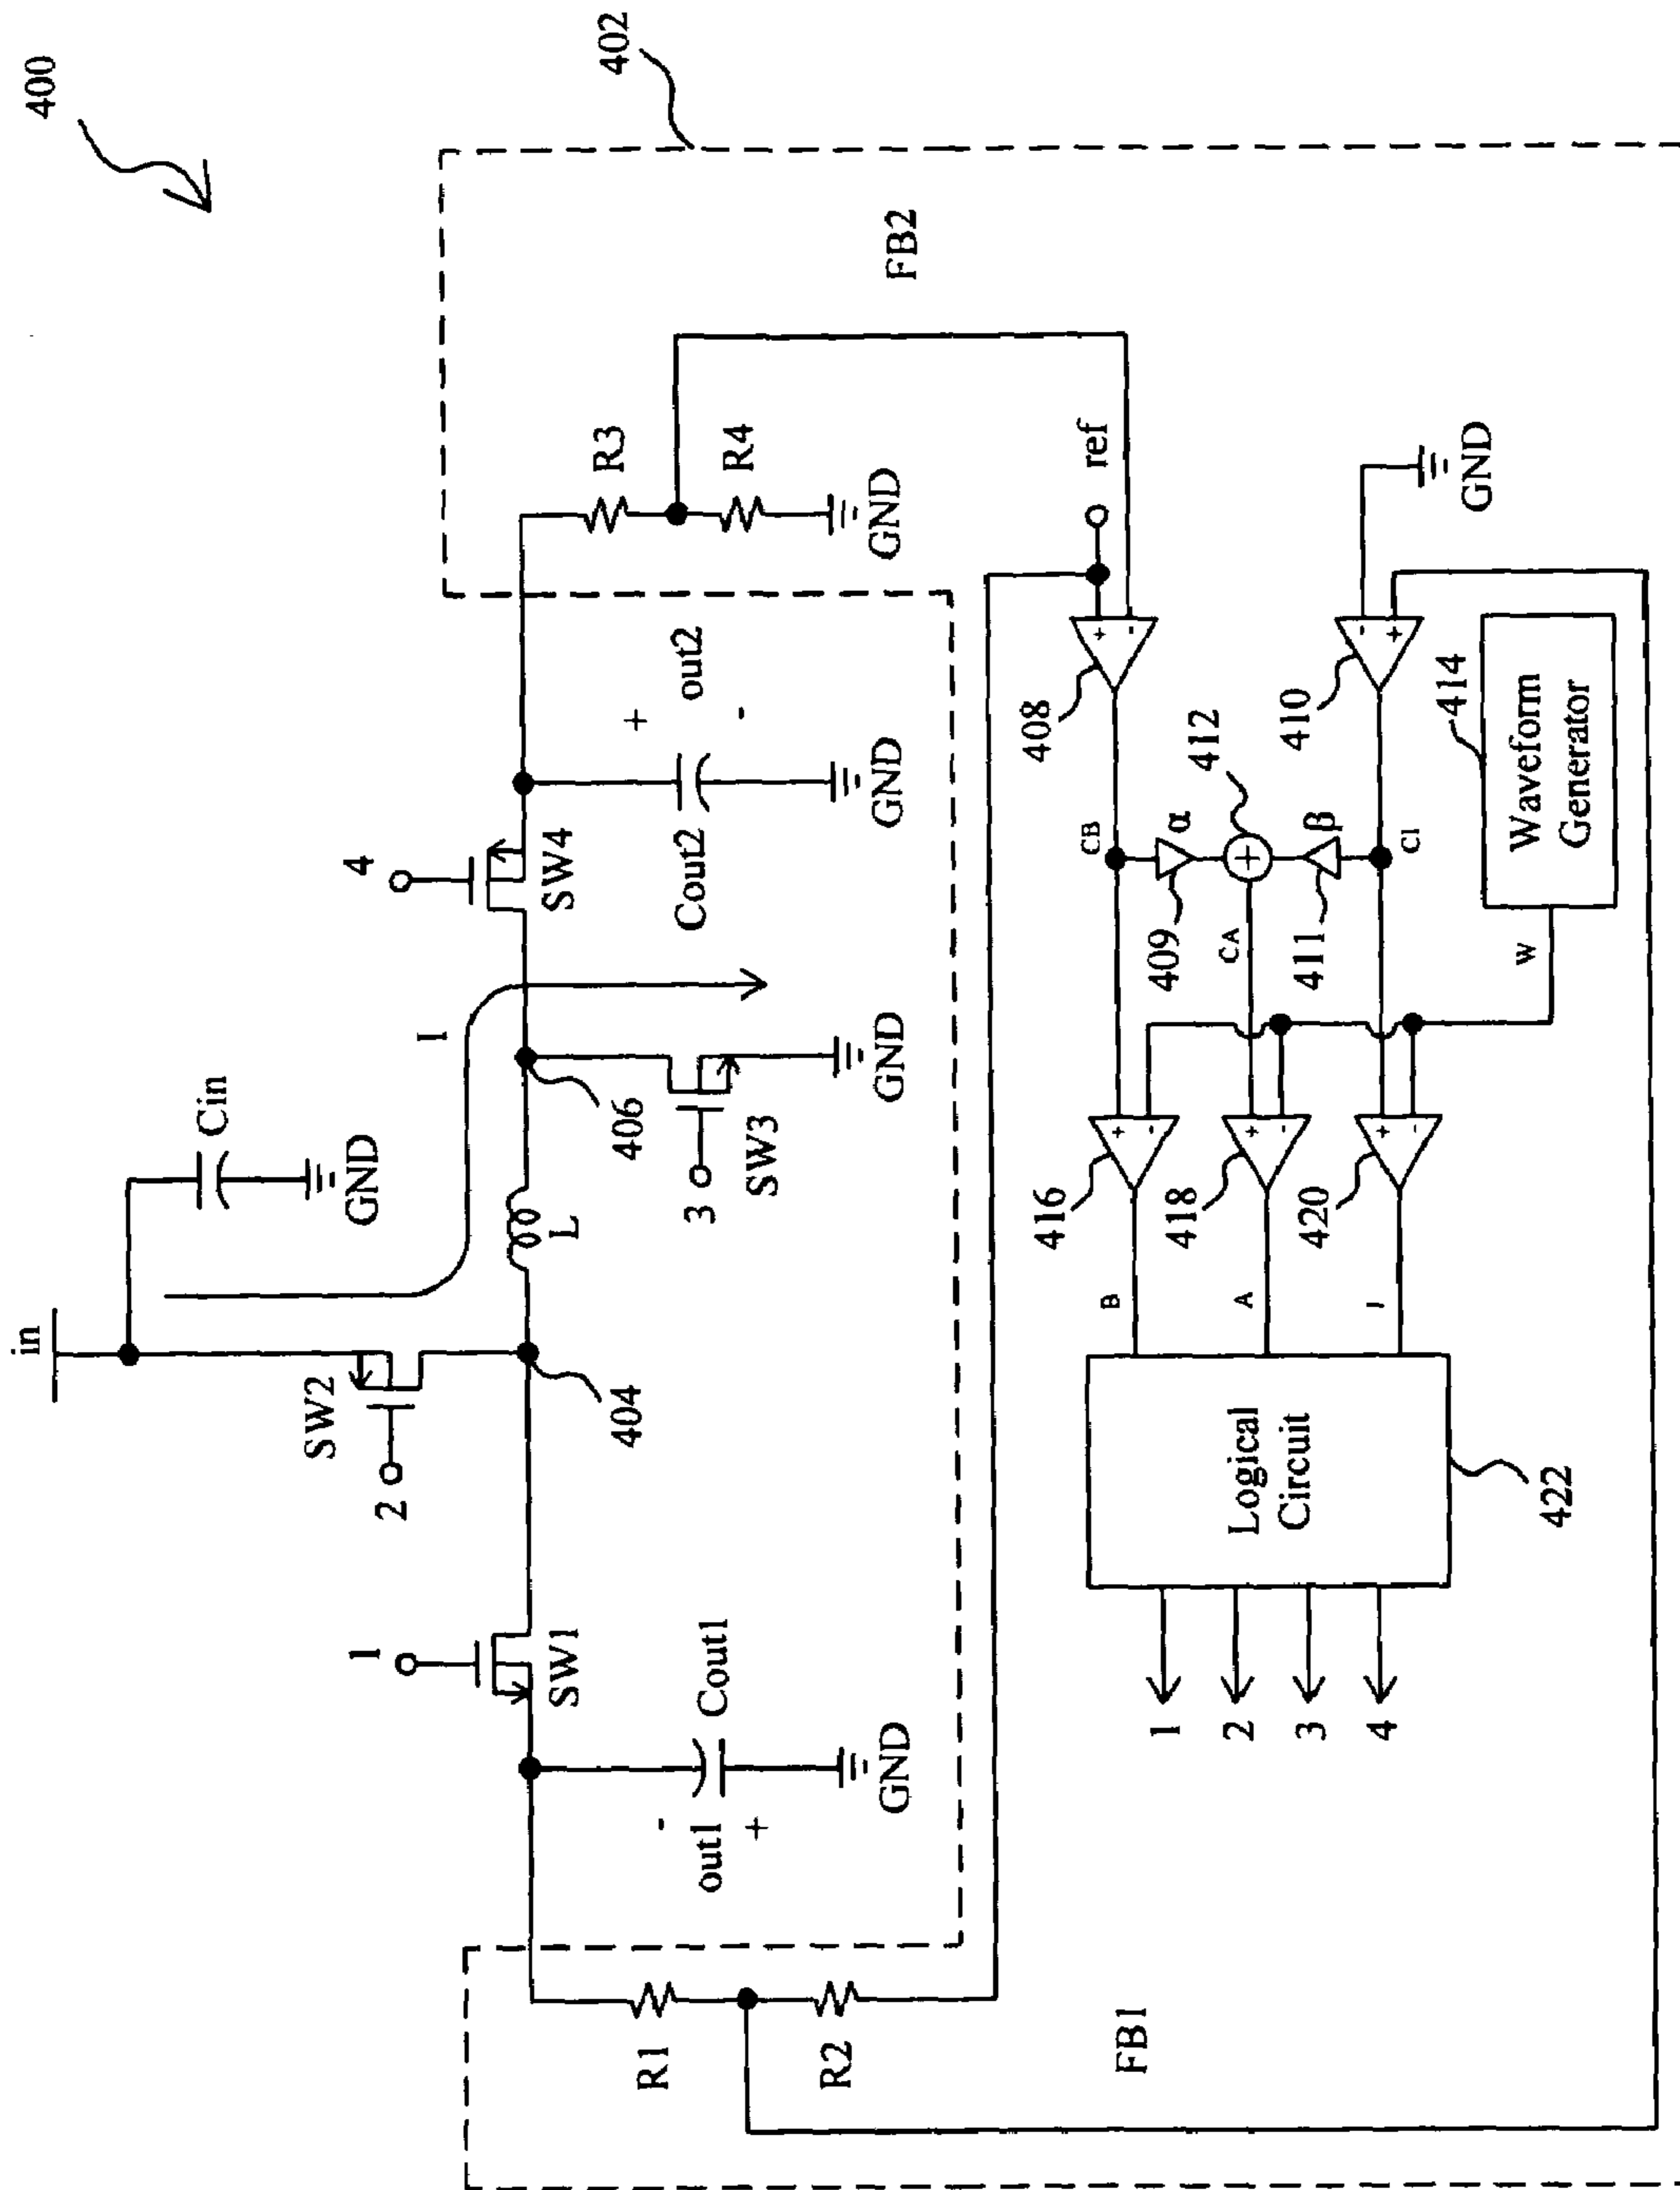 400
402
in
Cin
GND
SW2
2
404
L
I
406
3
SW3
GND
1
SW1
Cout1
-
out1
+
GND
4
SW4
Cout2
+
out2
-
GND
R3
R4
GND
FB2
R1
R2
FB1
ref
+
-
408
GND
-
+
410
CB
α
409
412
CA
β
411
CI
414
Waveform
Generator
W
+
-
416
+
-
418
+
-
420
B
A
I
Logical
Circuit
422
1
2
3
4